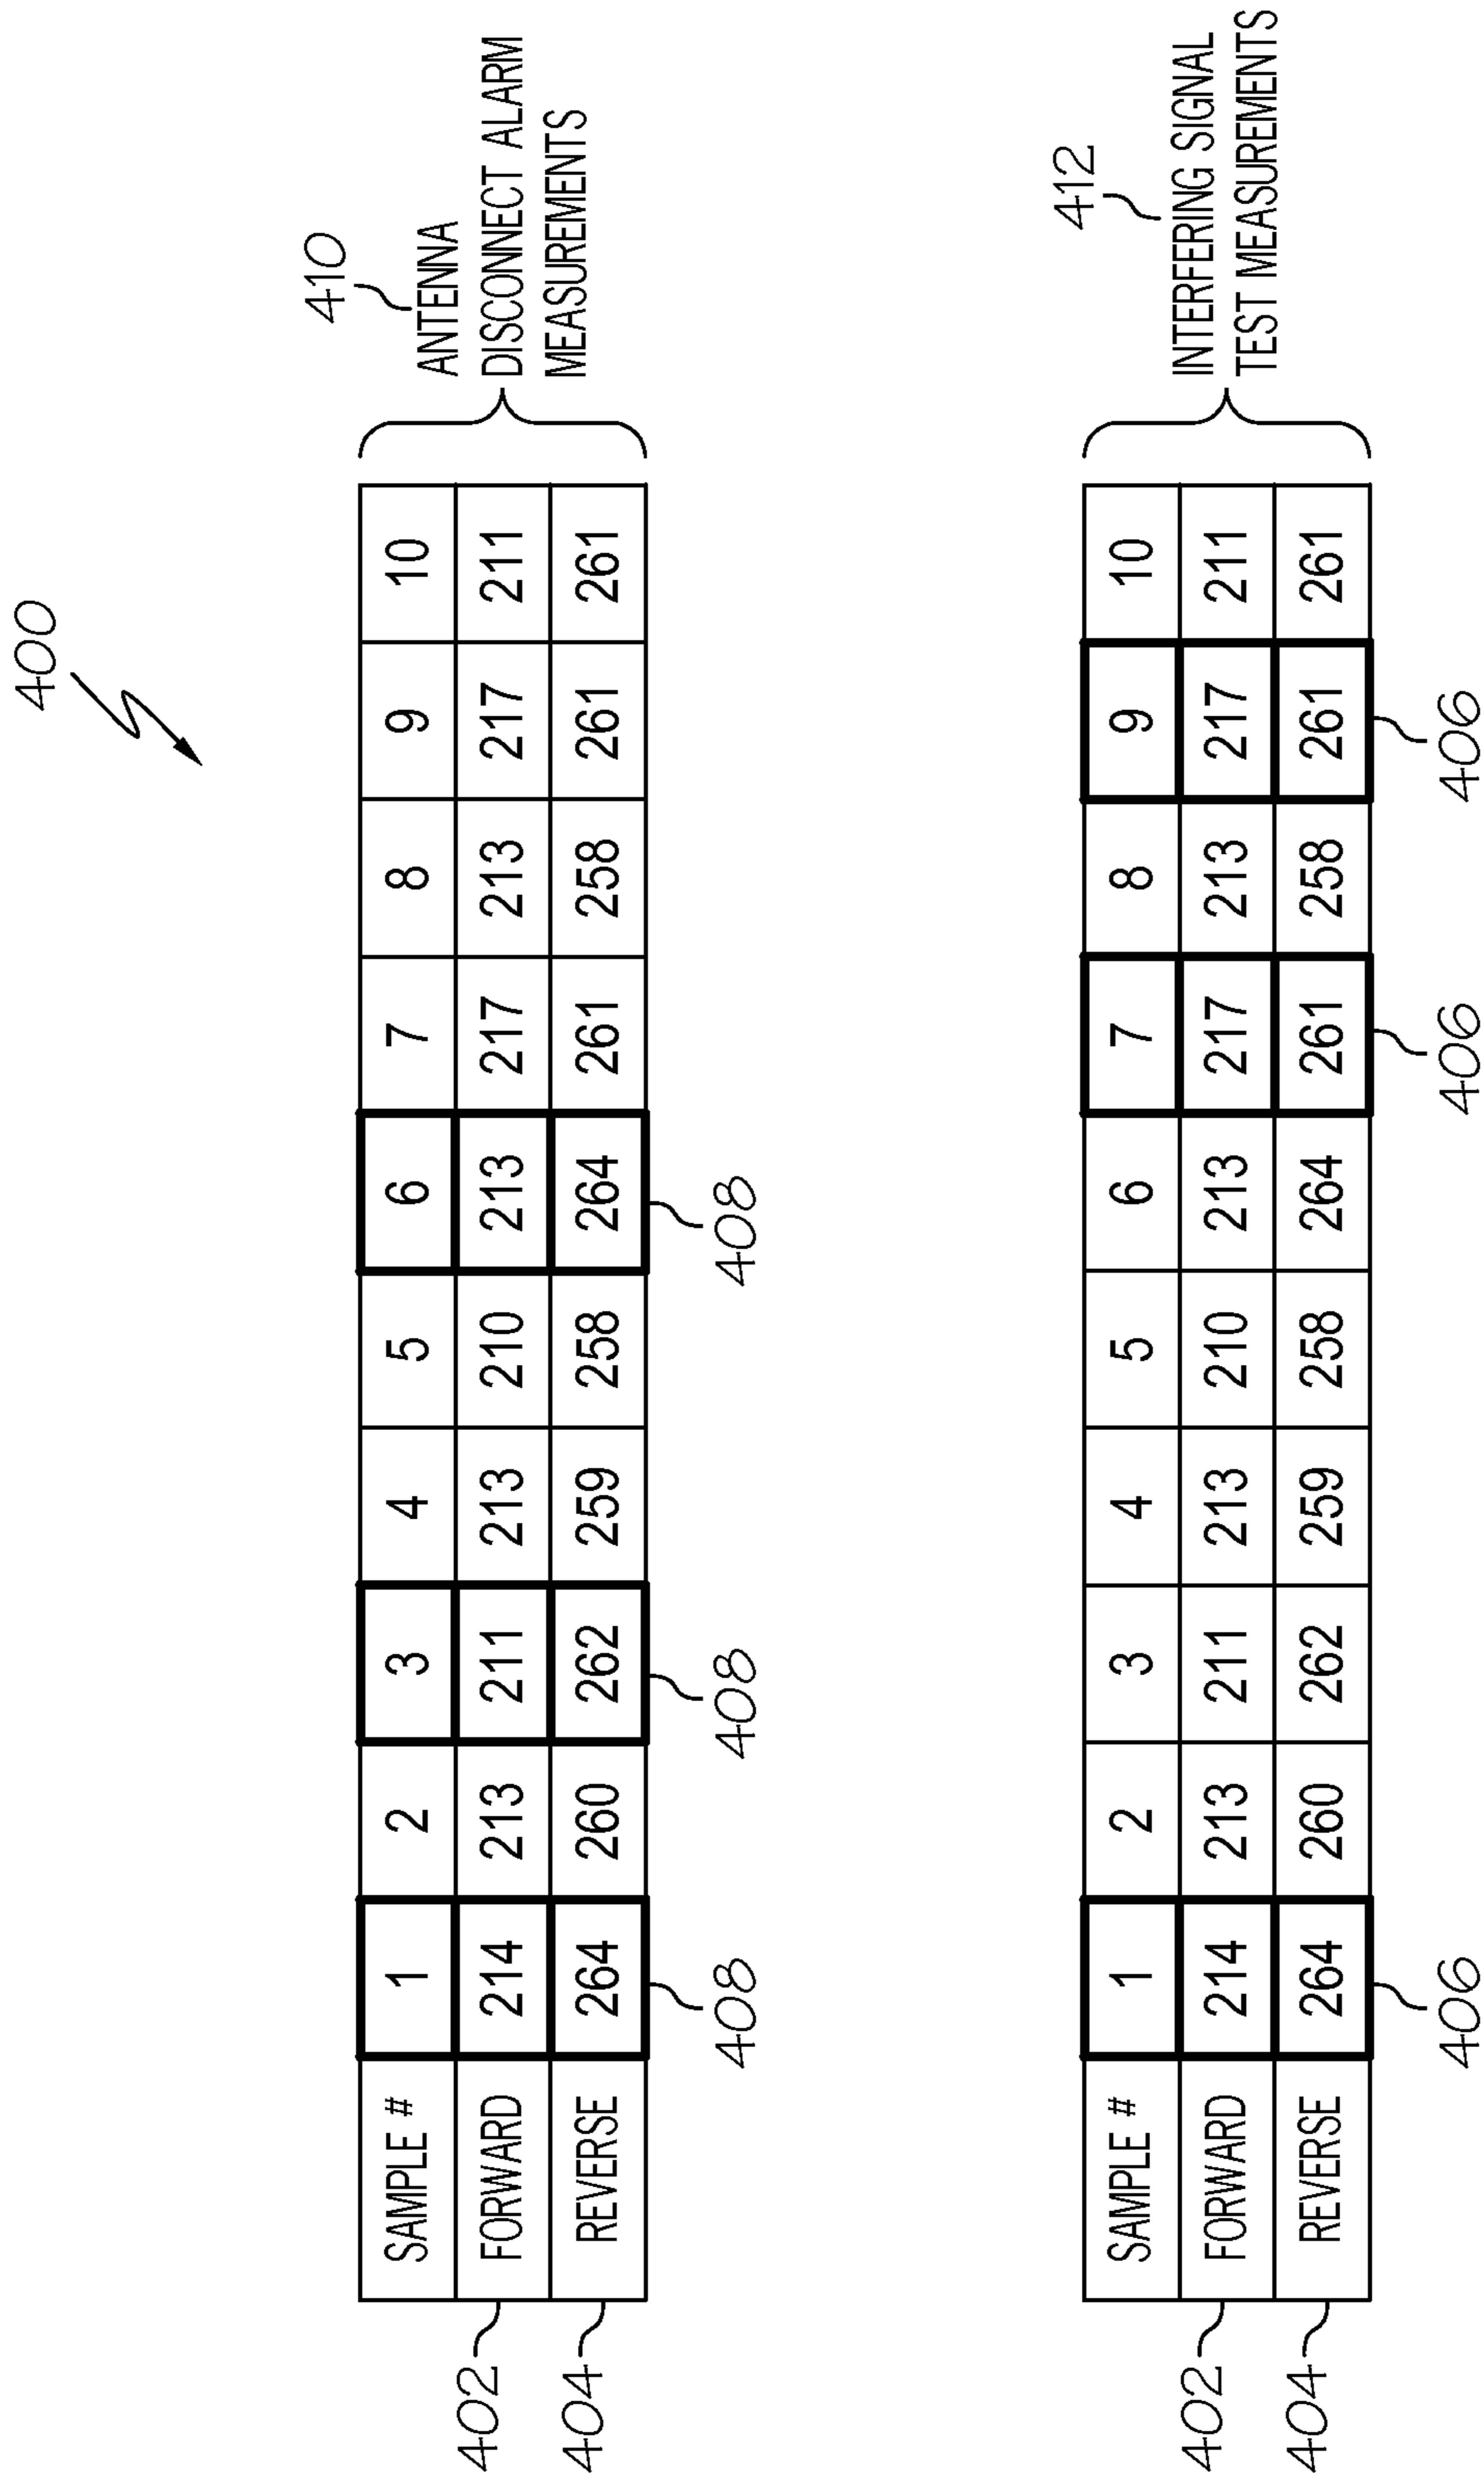 400
410
ANTENNA
DISCONNECT ALARM
MEASUREMENTS
SAMPLE # 1 2 3 4 5 6 7 8 9 10
402 FORWARD 214 213 211 213 210 213 217 213 217 211
404 REVERSE 264 260 262 259 258 264 261 258 261 261
408 408 408
412
INTERFERING SIGNAL
TEST MEASUREMENTS
SAMPLE # 1 2 3 4 5 6 7 8 9 10
402 FORWARD 214 213 211 213 210 213 217 213 217 211
404 REVERSE 264 260 262 259 258 264 261 258 261 261
406 406 406